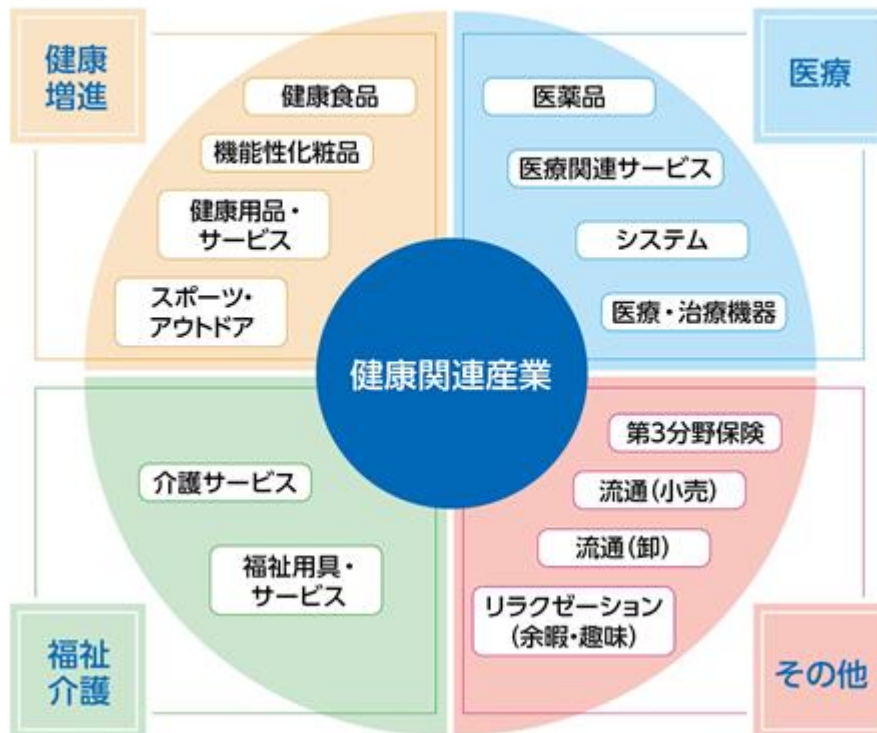 健康
増進
健康食品
機能性化粧品
健康用品・
サービス
スポーツ・
アウトドア
医療
医薬品
医療関連サービス
システム
医療・治療機器
健康関連産業
介護サービス
福祉用具・
サービス
福祉
介護
第3分野保険
流通(小売)
流通(卸)
リラクゼーション
(余暇・趣味)
その他